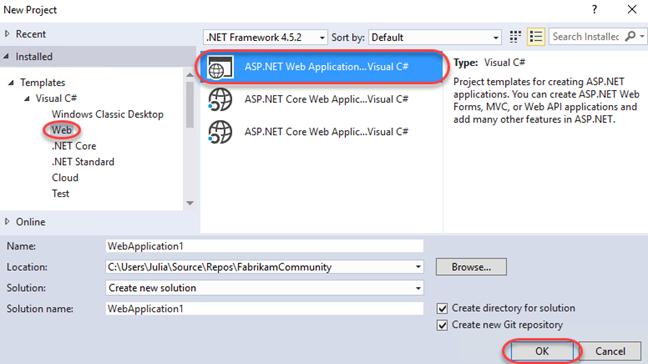 New Project
Recent
.NET Framework 4.5.2 Sort by: Default
Search Installed
Installed
Templates
Visual C#
Windows Classic Desktop
Web
.NET Core
.NET Standard
Cloud
Test
Online
ASP.NET Web Application...Visual C#
ASP.NET Core Web Applic...Visual C#
ASP.NET Core Web Applic...Visual C#
Type: Visual C#
Project templates for creating ASP.NET
applications. You can create ASP.NET Web
Forms, MVC, or Web API applications and
add many other features in ASP.NET.
Name: WebApplication1
Location: C:\Users\Julia\Source\Repos\FabrikamCommunity Browse...
Solution: Create new solution
Solution name: WebApplication1
Create directory for solution
Create new Git repository
OK Cancel